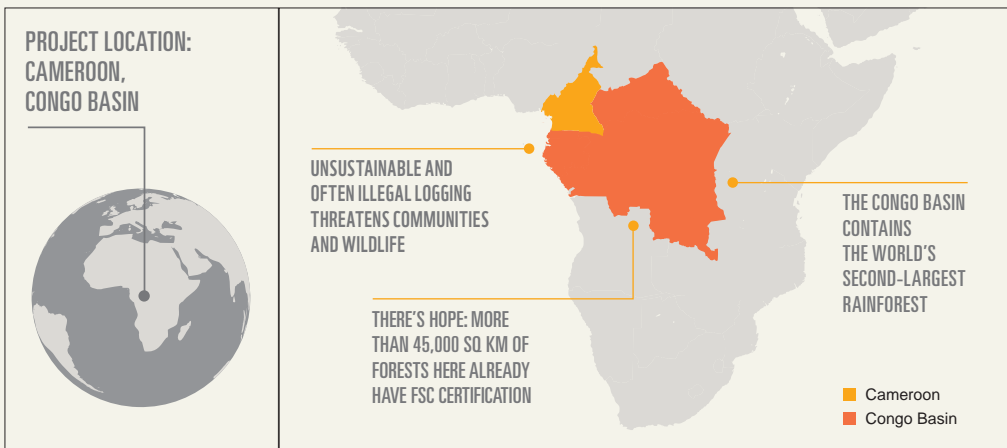 PROJECT LOCATION:
CAMEROON,
CONGO BASIN
UNSUSTAINABLE AND
OFTEN ILLEGAL LOGGING
THREATENS COMMUNITIES
AND WILDLIFE
THERE'S HOPE: MORE
THAN 45,000 SQ KM OF
FORESTS HERE ALREADY
HAVE FSC CERTIFICATION
THE CONGO BASIN
CONTAINS
THE WORLD'S
SECOND-LARGEST
RAINFOREST
Cameroon
Congo Basin